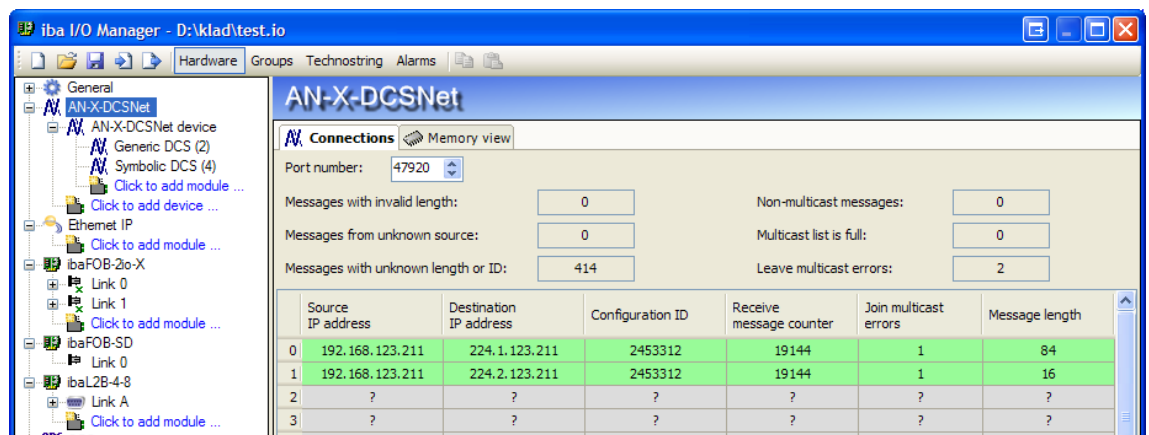 iba I/O Manager - D:\klad\test.io
Hardware Groups Technostring Alarms
General
AN-X-DCSNet
AN-X-DCSNet device
Generic DCS (2)
Symbolic DCS (4)
Click to add module ...
Click to add device ...
Ethernet IP
Click to add module ...
ibaFOB-2io-X
Link 0
Link 1
Click to add module ...
ibaFOB-SD
Link 0
ibaL2B-4-8
Link A
Click to add module ...
AN-X-DCSNet
Connections Memory view
Port number: 47920
Messages with invalid length: 0 Non-multicast messages: 0
Messages from unknown source: 0 Multicast list is full: 0
Messages with unknown length or ID: 414 Leave multicast errors: 2
Source IP address Destination IP address Configuration ID Receive message counter Join multicast errors Message length
0 192.168.123.211 224.1.123.211 2453312 19144 1 84
1 192.168.123.211 224.2.123.211 2453312 19144 1 16
2 ? ? ? ? ? ?
3 ? ? ? ? ? ?